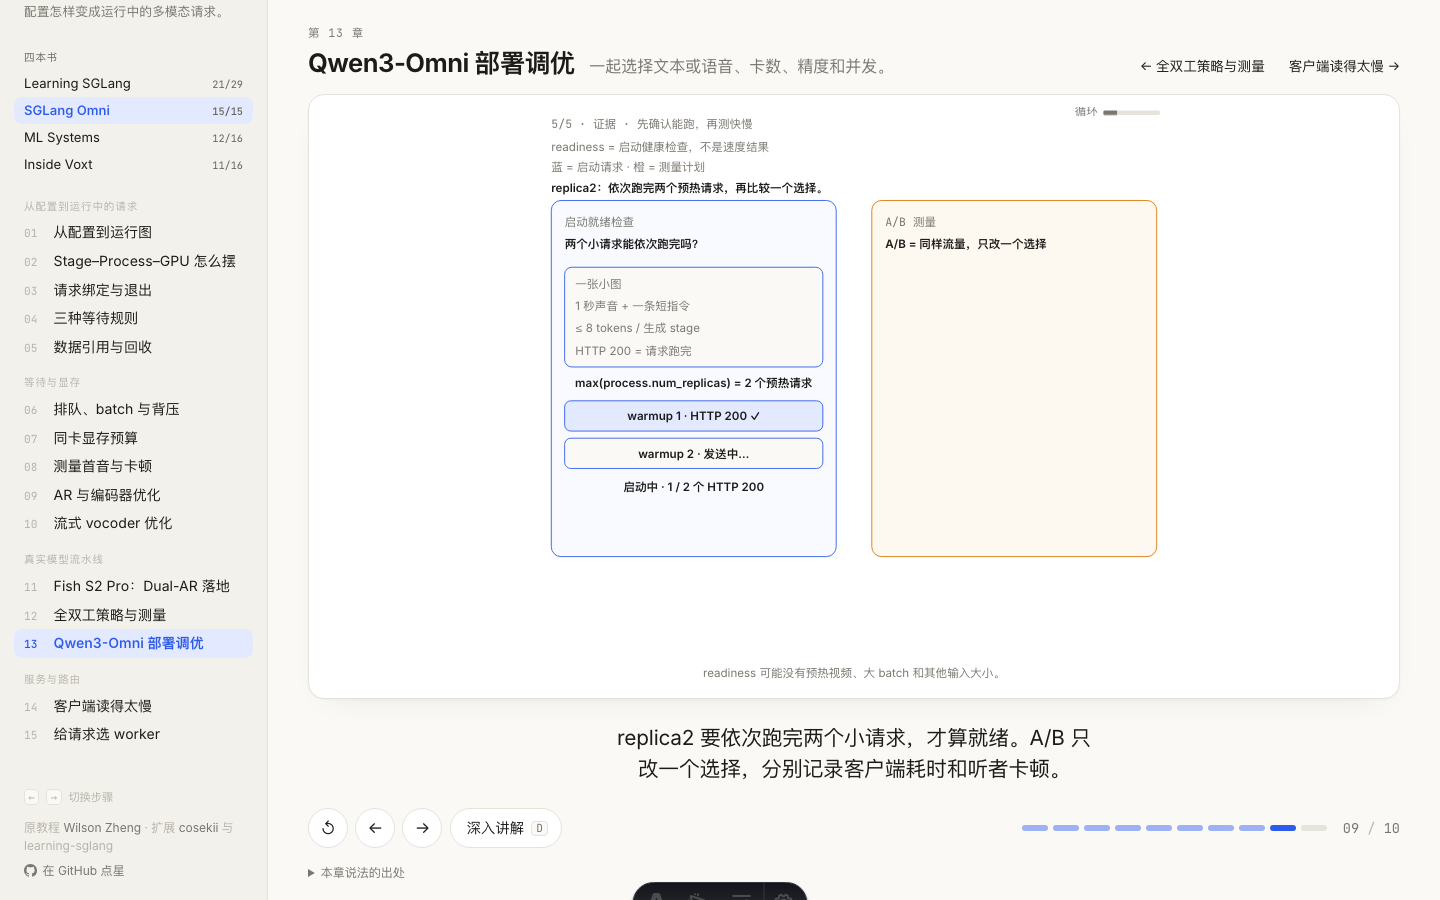 配置怎样变成运行中的多模态请求。
四本书
Learning SGLang 21/29
SGLang Omni 15/15
ML Systems 12/16
Inside Voxt 11/16
从配置到运行中的请求
01 从配置到运行图
02 Stage–Process–GPU 怎么摆
03 请求绑定与退出
04 三种等待规则
05 数据引用与回收
等待与显存
06 排队、batch 与背压
07 同卡显存预算
08 测量首音与卡顿
09 AR 与编码器优化
10 流式 vocoder 优化
真实模型流水线
11 Fish S2 Pro：Dual-AR 落地
12 全双工策略与测量
13 Qwen3-Omni 部署调优
服务与路由
14 客户端读得太慢
15 给请求选 worker
← → 切换步骤
原教程 Wilson Zheng · 扩展 cosekii 与
learning-sglang
在 GitHub 点星
第 13 章
Qwen3-Omni 部署调优 一起选择文本或语音、卡数、精度和并发。
← 全双工策略与测量 客户端读得太慢 →
循环
5/5 · 证据 · 先确认能跑，再测快慢
readiness = 启动健康检查，不是速度结果
蓝 = 启动请求 · 橙 = 测量计划
replica2：依次跑完两个预热请求，再比较一个选择。
启动就绪检查
两个小请求能依次跑完吗？
一张小图
1 秒声音 + 一条短指令
≤ 8 tokens / 生成 stage
HTTP 200 = 请求跑完
max(process.num_replicas) = 2 个预热请求
warmup 1 · HTTP 200 ✓
warmup 2 · 发送中…
启动中 · 1 / 2 个 HTTP 200
A/B 测量
A/B = 同样流量，只改一个选择
readiness 可能没有预热视频、大 batch 和其他输入大小。
replica2 要依次跑完两个小请求，才算就绪。A/B 只
改一个选择，分别记录客户端耗时和听者卡顿。
← → 深入讲解 D
09 / 10
▶ 本章说法的出处